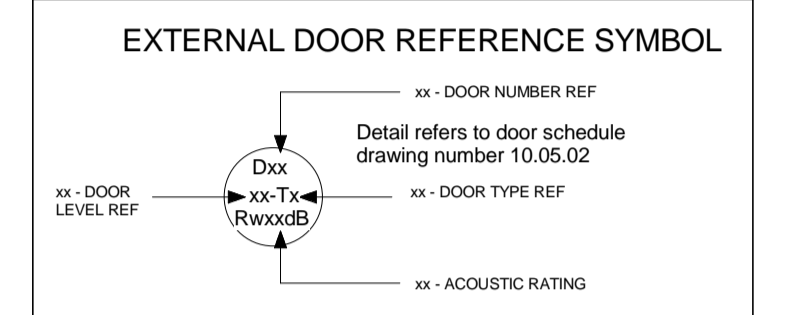 EXTERNAL DOOR REFERENCE SYMBOL
xx - DOOR NUMBER REF
Detail refers to door schedule
drawing number 10.05.02
Dxx
xx-Tx
RwxxdB
xx - DOOR
LEVEL REF
xx - DOOR TYPE REF
xx - ACOUSTIC RATING